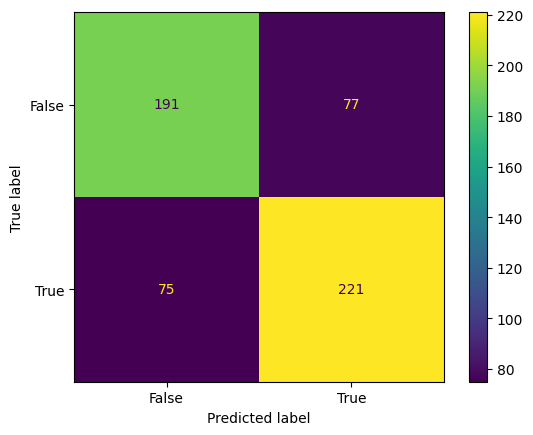 220
200
False
191
77
180
160
True label
140
120
True
75
221
100
80
False
True
Predicted label